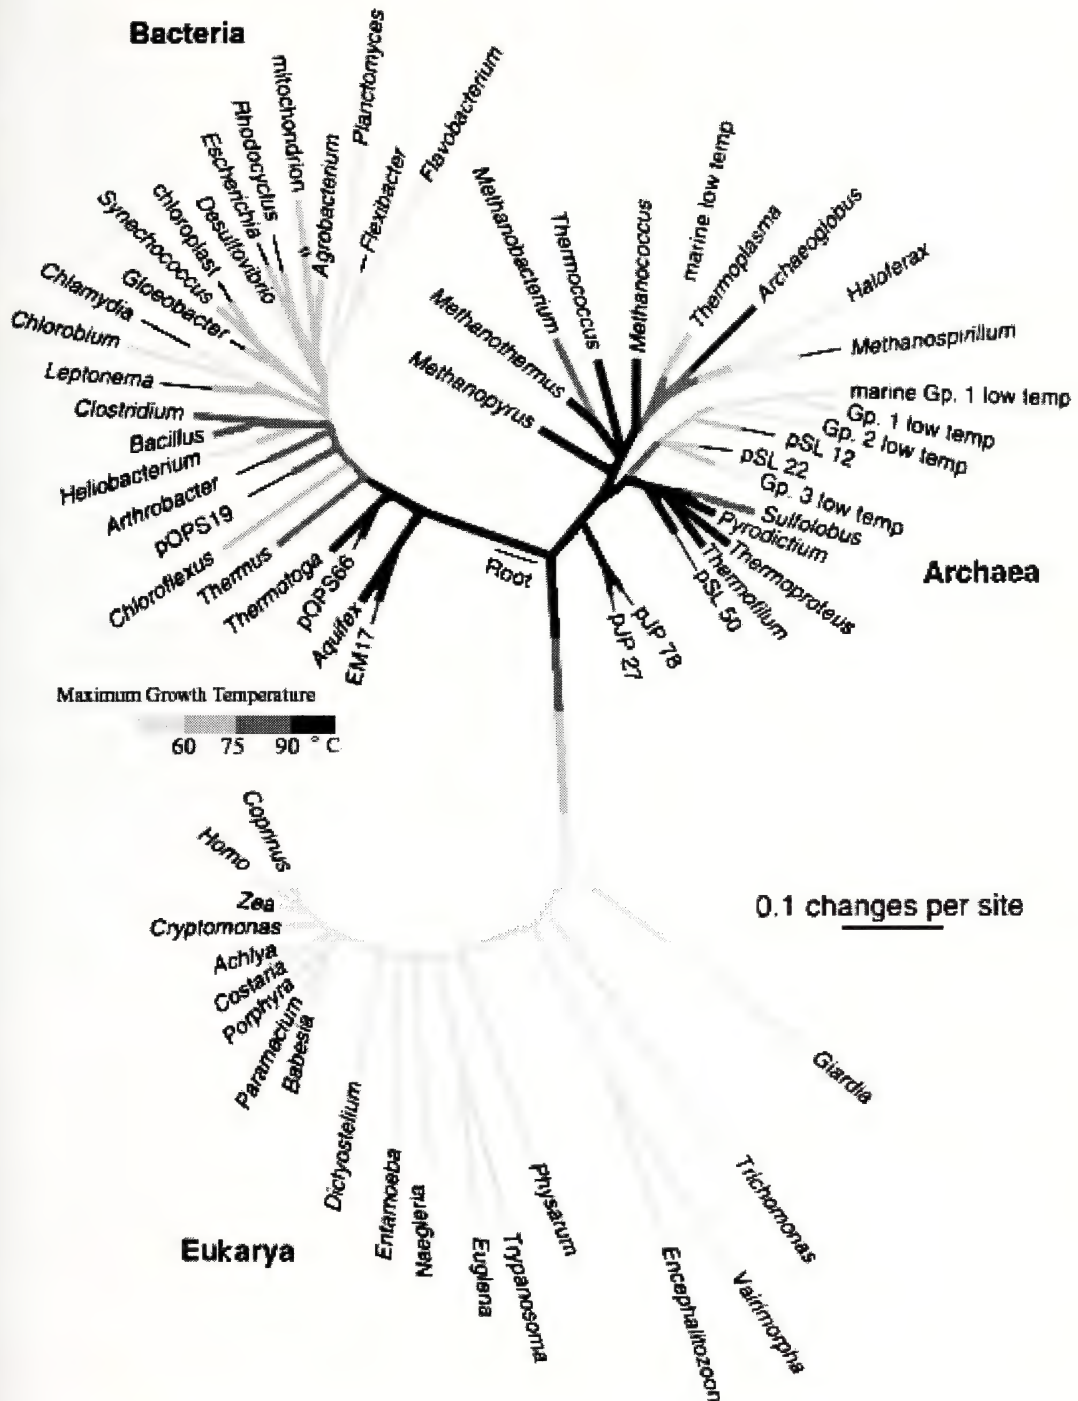 Bacteria
mitochondrion
Rhodocyclus
Escherichia
Desulfovibrio
chloroplast
Synechococcus
Gloeobacter
Chlamydia
Chlorobium
Leptonema
Clostridium
Bacillus
Heliobacterium
Arthrobacter
pOPS19
Chloroflexus
Thermus
Thermotoga
pOPS66
Aquifex
EM17
Agrobacterium
Planctomyces
Flexibacter
Flavobacterium
Root
Methanopyrus
Methanothermus
Methanobacterium
Thermococcus
Methanococcus
marine low temp
Thermoplasma
Archaeoglobus
Haloferax
Methanospirillum
marine Gp. 1 low temp
Gp. 1 low temp
Gp. 2 low temp
pSL 12
pSL 22
Gp. 3 low temp
Sulfolobus
Pyrodictium
Thermoproteus
Thermofilum
pSL 50
pJP 78
pJP 27
Archaea
Maximum Growth Temperature
60 75 90 ° C
0.1 changes per site
Coprinus
Homo
Zea
Cryptomonas
Achlya
Costaria
Porphyra
Paramecium
Babesia
Dictyostelium
Entamoeba
Naegleria
Euglena
Trypanosoma
Physarum
Encephalitozoon
Vairimorpha
Trichomonas
Giardia
Eukarya